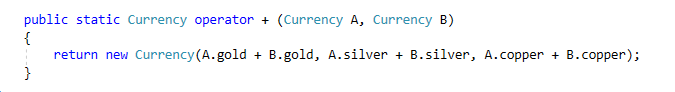 public static Currency operator + (Currency A, Currency B)
{
return new Currency(A.gold + B.gold, A.silver + B.silver, A.copper + B.copper);
}